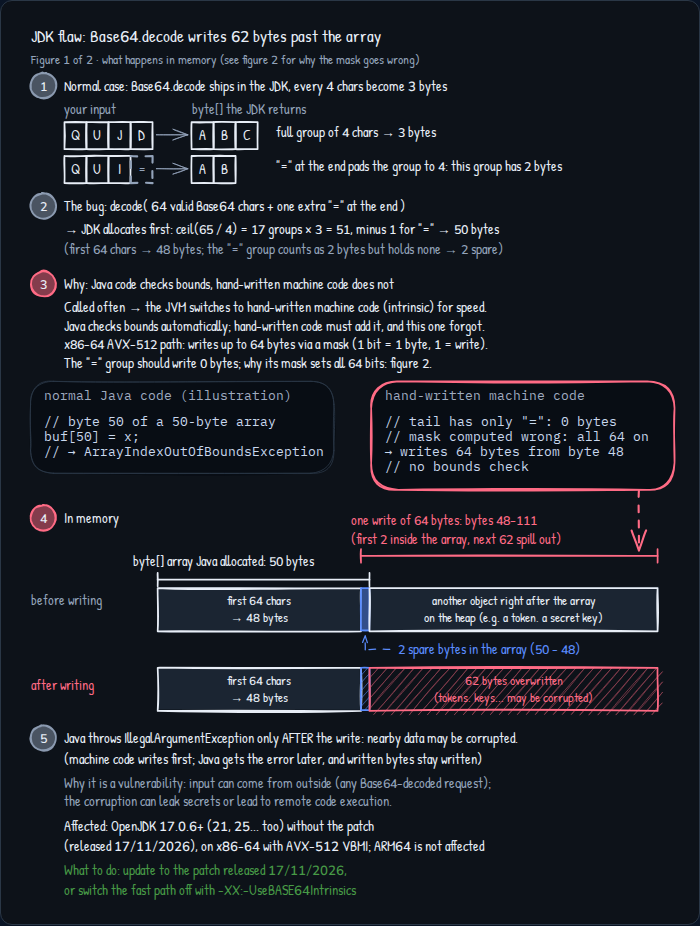 JDK flaw: Base64.decode writes 62 bytes past the array
Figure 1 of 2 · what happens in memory (see figure 2 for why the mask goes wrong)
1 Normal case: Base64.decode ships in the JDK, every 4 chars become 3 bytes
your input byte[] the JDK returns
Q U J D A B C full group of 4 chars → 3 bytes
Q U I = A B "=" at the end pads the group to 4: this group has 2 bytes
2 The bug: decode( 64 valid Base64 chars + one extra "=" at the end )
→ JDK allocates first: ceil(65 / 4) = 17 groups × 3 = 51, minus 1 for "=" → 50 bytes
(first 64 chars → 48 bytes; the "=" group counts as 2 bytes but holds none → 2 spare)
3 Why: Java code checks bounds, hand-written machine code does not
Called often → the JVM switches to hand-written machine code (intrinsic) for speed.
Java checks bounds automatically; hand-written code must add it, and this one forgot.
x86-64 AVX-512 path: writes up to 64 bytes via a mask (1 bit = 1 byte, 1 = write).
The "=" group should write 0 bytes; why its mask sets all 64 bits: figure 2.
normal Java code (illustration)
// byte 50 of a 50-byte array
buf[50] = x;
// → ArrayIndexOutOfBoundsException
hand-written machine code
// tail has only "=": 0 bytes
// mask computed wrong: all 64 on
→ writes 64 bytes from byte 48
// no bounds check
4 In memory
one write of 64 bytes: bytes 48-111
(first 2 inside the array, next 62 spill out)
byte[] array Java allocated: 50 bytes
before writing
first 64 chars
→ 48 bytes
another object right after the array
on the heap (e.g. a token, a secret key)
2 spare bytes in the array (50 - 48)
after writing
first 64 chars
→ 48 bytes
62 bytes overwritten
(tokens, keys... may be corrupted)
5 Java throws IllegalArgumentException only AFTER the write: nearby data may be corrupted.
(machine code writes first; Java gets the error later, and written bytes stay written)
Why it is a vulnerability: input can come from outside (any Base64-decoded request);
the corruption can leak secrets or lead to remote code execution.
Affected: OpenJDK 17.0.6+ (21, 25... too) without the patch
(released 17/11/2026), on x86-64 with AVX-512 VBMI; ARM64 is not affected
What to do: update to the patch released 17/11/2026,
or switch the fast path off with -XX:-UseBASE64Intrinsics